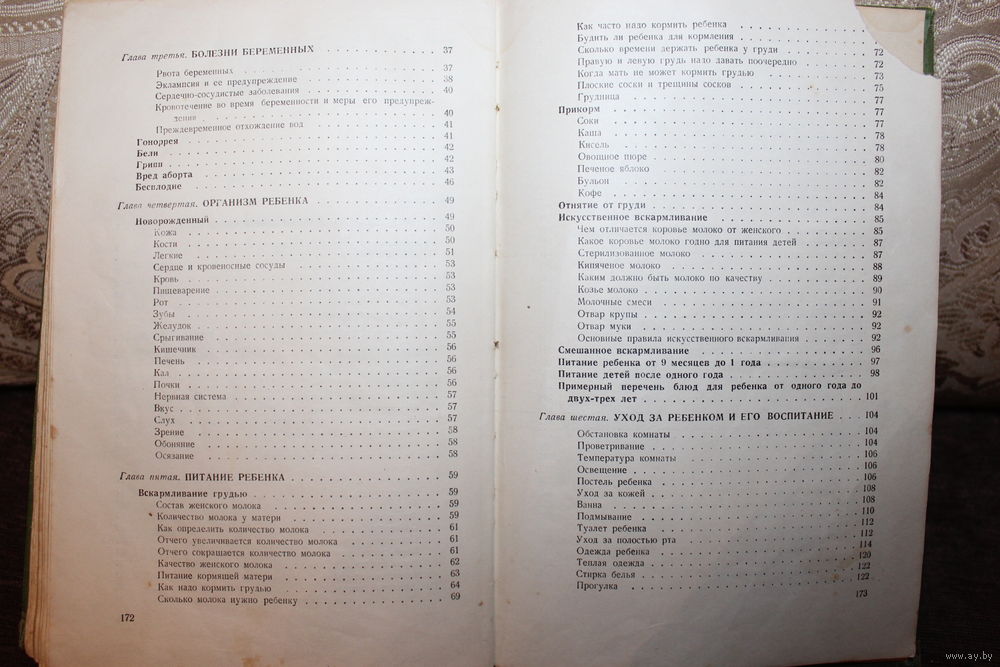 Глава третья. БОЛЕЗНИ БЕРЕМЕННЫХ 37
Рвота беременных 37
Эклампсия и ее предупреждение 38
Сердечно-сосудистые заболевания 40
Кровотечение во время беременности и меры его предупреж-
дения 40
Преждевременное отхождение вод 41
Гоноррея 41
Бели 42
Грипп 42
Вред аборта 43
Бесплодие 46
Глава четвертая. ОРГАНИЗМ РЕБЕНКА 49
Новорожденный 49
Кожа 50
Кости 50
Легкие 51
Сердце и кровеносные сосуды 53
Кровь 53
Пищеварение 53
Рот 53
Зубы 54
Желудок 55
Срыгивание 55
Кишечник 56
Печень 56
Кал 56
Почки 56
Нервная система 57
Вкус 57
Слух 57
Зрение 58
Обоняние 58
Осязание 58
Глава пятая. ПИТАНИЕ РЕБЕНКА 59
Вскармливание грудью 59
Состав женского молока 59
Количество молока у матери 59
Как определить количество молока 61
Отчего увеличивается количество молока 61
Отчего сокращается количество молока 61
Качество женского молока 62
Питание кормящей матери 63
Как надо кормить грудью 64
Сколько молока нужно ребенку 69
172
Как часто надо кормить ребенка
Будить ли ребенка для кормления
Сколько времени держать ребенка у груди 72
Правую и левую грудь надо давать поочередно 72
Когда мать не может кормить грудью 73
Плоские соски и трещины сосков 75
Грудница 77
Прикорм 77
Соки 77
Каша 78
Кисель 78
Овощное пюре 80
Печеное яблоко 82
Бульон 82
Кофе 84
Отнятие от груди 84
Искусственное вскармливание 85
Чем отличается коровье молоко от женского 85
Какое коровье молоко годно для питания детей 87
Стерилизованное молоко 87
Кипяченое молоко 88
Каким должно быть молоко по качеству 89
Козье молоко 90
Молочные смеси 91
Отвар крупы 92
Отвар муки 92
Основные правила искусственного вскармливания 92
Смешанное вскармливание 96
Питание ребенка от 9 месяцев до 1 года 97
Питание детей после одного года 98
Примерный перечень блюд для ребенка от одного года до
двух-трех лет 101
Глава шестая. УХОД ЗА РЕБЕНКОМ И ЕГО ВОСПИТАНИЕ 104
Обстановка комнаты 104
Проветривание 104
Температура комнаты 106
Освещение 106
Постель ребенка 106
Уход за кожей 108
Ванна 108
Подмывание 110
Туалет ребенка 112
Уход за полостью рта 112
Одежда ребенка 114
Теплая одежда 120
Стирка белья 122
Прогулка 122
173
www.ay.by